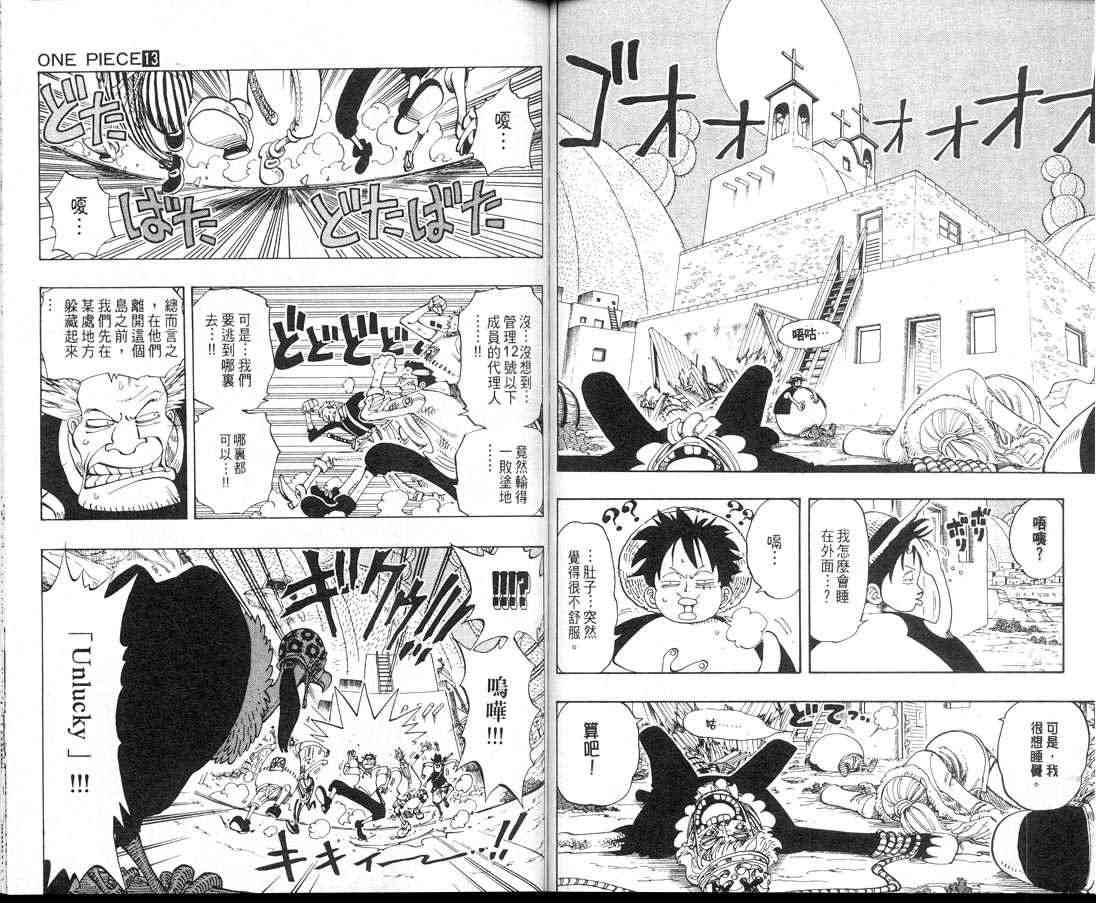 ゴオオオオオオ
唔咕…
唔噢?
ボリ
ボリ
我怎麼會睡
在外面…?
??
??
嗝…
…肚子…突然
覺得很不舒服。
可是,我
很想睡覺。
どてっ…
咕……
算吧!
ONE PIECE 13
どた
嗄…
嗄…
ばた
どたばた
沒…沒想到…
管理12號以下
成員的代理人
…!!
竟然輸得
一敗塗地
……
どどどど…
可是…我們
要逃到哪裏
去…!!
哪裏都
可以…!!
總而言之
,在他們
離開這個
島之前,
我們先在
某處地方
躲藏起來
…
!!!!?
ギクッ
嗚嘩!!!
キキィー!!
「Unlucky」!!!